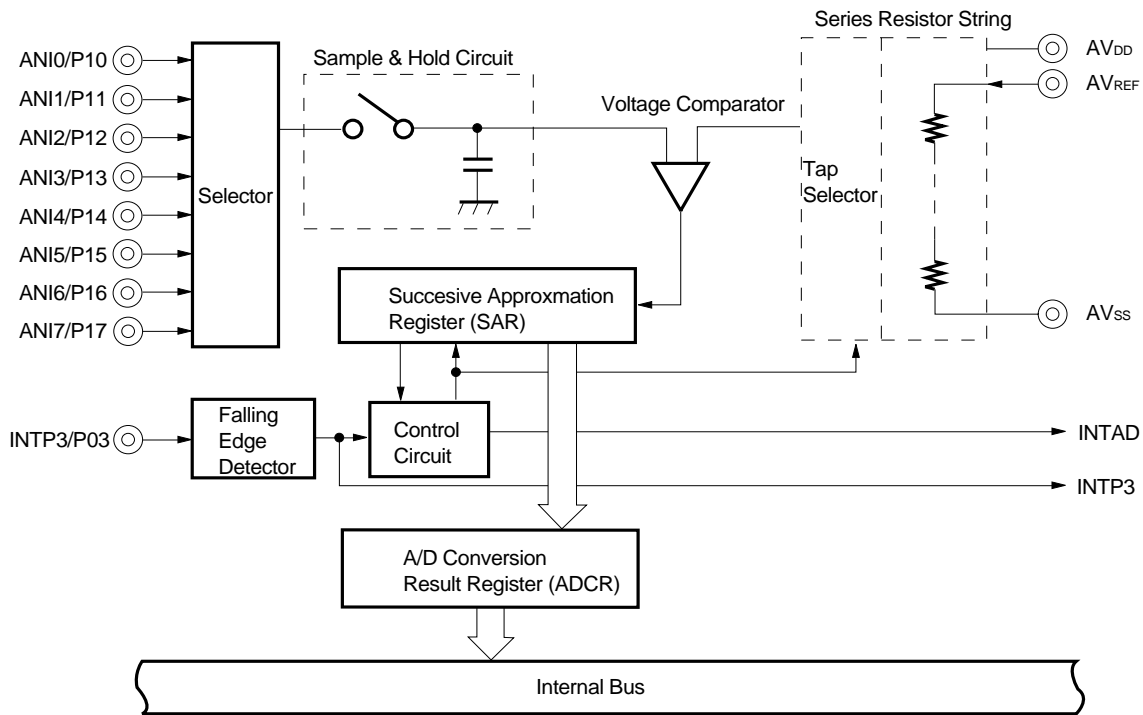 Series Resistor String
ANI0/P10
ANI1/P11
ANI2/P12
ANI3/P13
ANI4/P14
ANI5/P15
ANI6/P16
ANI7/P17
Selector
Sample & Hold Circuit
Voltage Comparator
Tap
Selector
AVDD
AVREF
AVSS
Succesive Approxmation
Register (SAR)
INTP3/P03
Falling
Edge
Detector
Control
Circuit
INTAD
INTP3
A/D Conversion
Result Register (ADCR)
Internal Bus